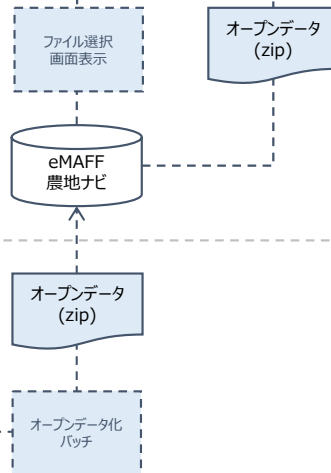 ファイル選択
画面表示
オープンデータ
(zip)
eMAFF
農地ナビ
オープンデータ
(zip)
オープンデータ化
バッチ